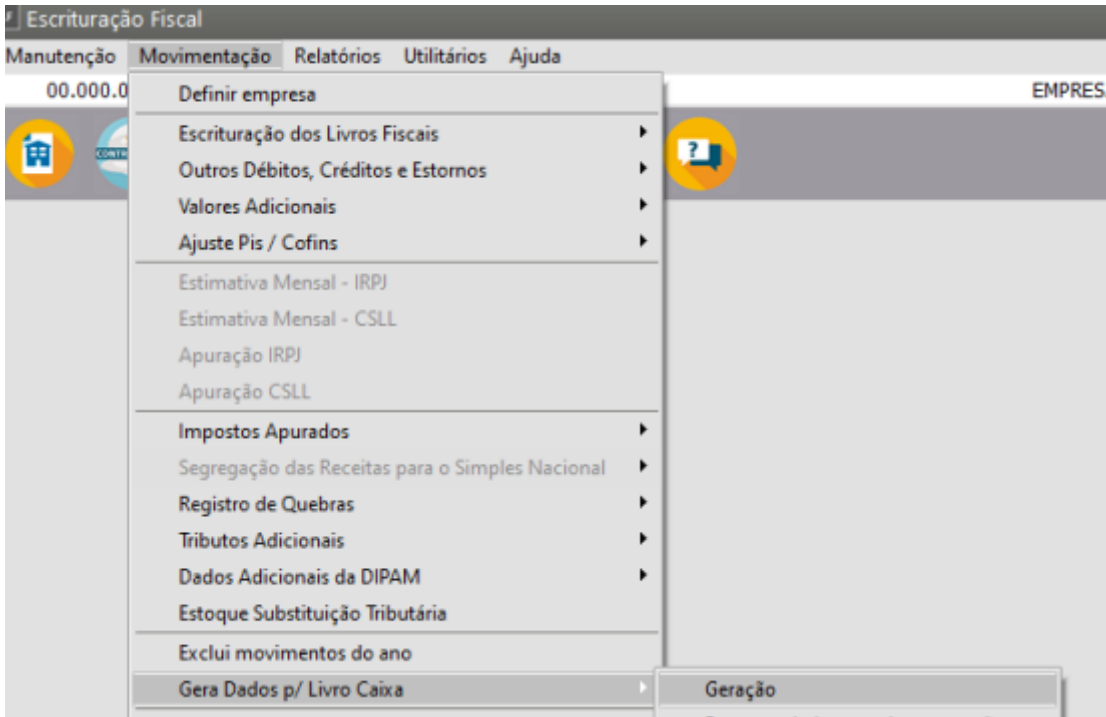 Escrituração Fiscal
Manutenção Movimentação Relatórios Utilitários Ajuda
00.000.0 EMPRES
Definir empresa
Escrituração dos Livros Fiscais
Outros Débitos, Créditos e Estornos
Valores Adicionais
Ajuste Pis / Cofins
Estimativa Mensal - IRPJ
Estimativa Mensal - CSLL
Apuração IRPJ
Apuração CSLL
Impostos Apurados
Segregação das Receitas para o Simples Nacional
Registro de Quebras
Tributos Adicionais
Dados Adicionais da DIPAM
Estoque Substituição Tributária
Exclui movimentos do ano
Gera Dados p/ Livro Caixa Geração